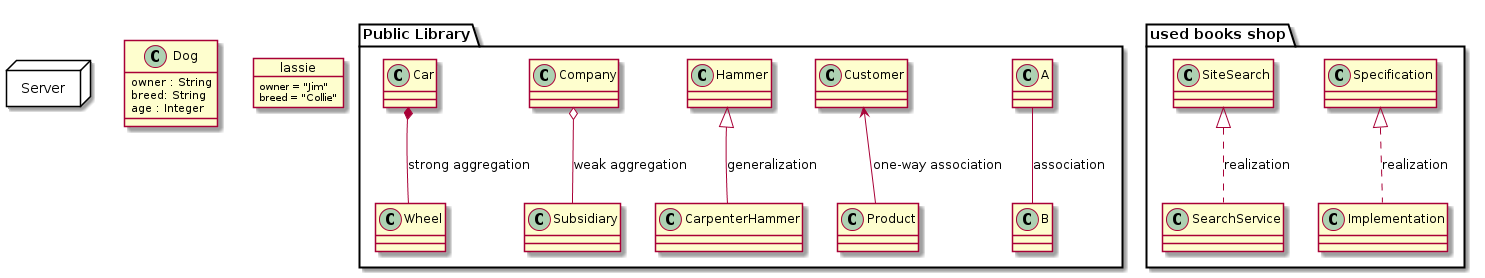 Server
C Dog
owner : String
breed: String
age : Integer
lassie
owner = "Jim"
breed = "Collie"
Public Library
C Car
C Company
C Hammer
C Customer
C A
strong aggregation
weak aggregation
generalization
one-way association
association
C Wheel
C Subsidiary
C CarpenterHammer
C Product
C B
used books shop
C SiteSearch
C Specification
realization
realization
C SearchService
C Implementation